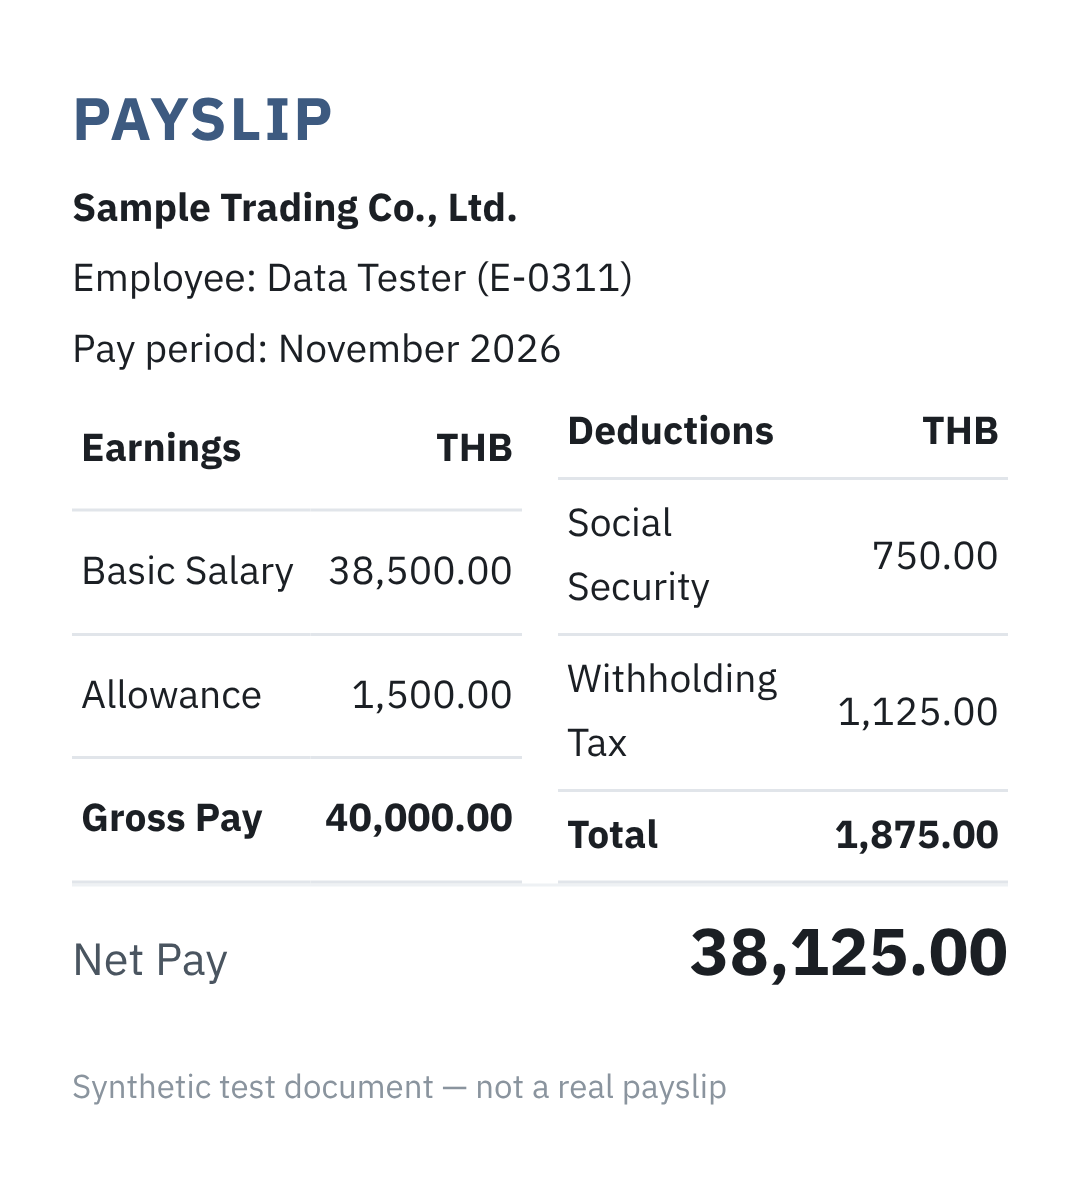 PAYSLIP
Sample Trading Co., Ltd.
Employee: Data Tester (E-0311)
Pay period: November 2026
Earnings THB
Basic Salary 38,500.00
Allowance 1,500.00
Gross Pay 40,000.00
Deductions THB
Social
Security 750.00
Withholding
Tax 1,125.00
Total 1,875.00
Net Pay 38,125.00
Synthetic test document — not a real payslip